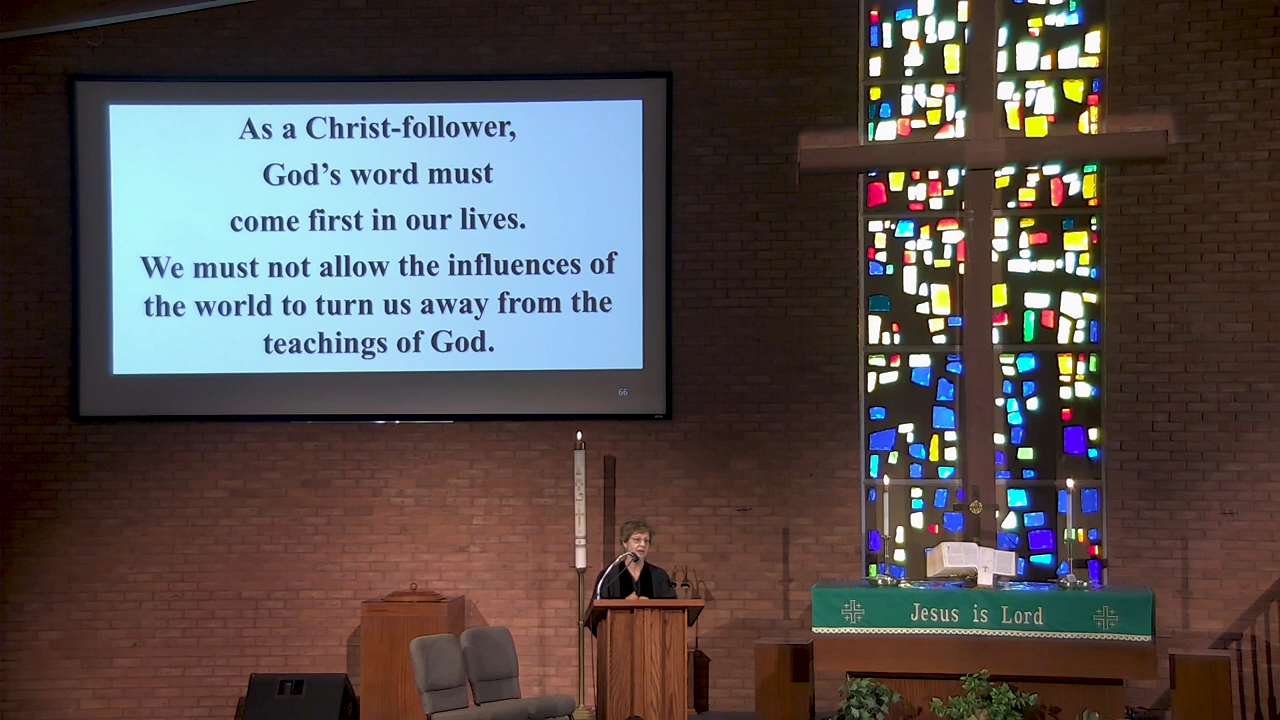 As a Christ-follower,
God’s word must
come first in our lives.
We must not allow the influences of
the world to turn us away from the
teachings of God.
66
Jesus is Lord